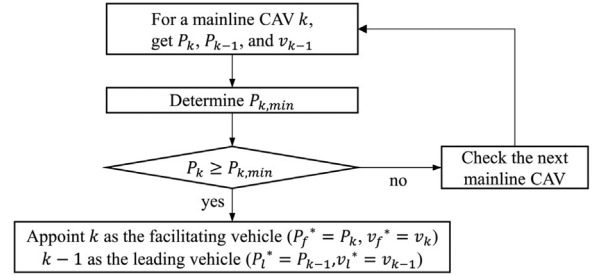 For a mainline CAV k,
get P_k, P_{k−1}, and v_{k−1}
Determine P_{k,min}
P_k ≥ P_{k,min}
no
Check the next
mainline CAV
yes
Appoint k as the facilitating vehicle (P_f* = P_k, v_f* = v_k)
k − 1 as the leading vehicle (P_l* = P_{k−1},v_l* = v_{k−1})